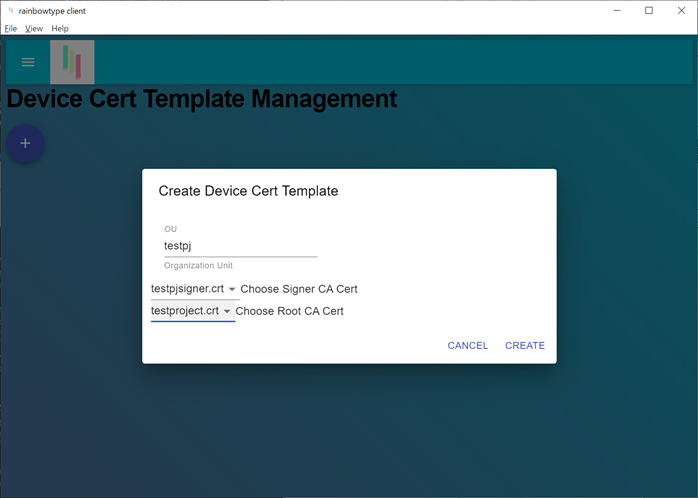 rainbowtype client
File View Help
Device Cert Template Management
+
Create Device Cert Template
OU
testpj
Organization Unit
testpjsigner.crt Choose Signer CA Cert
testproject.crt Choose Root CA Cert
CANCEL CREATE